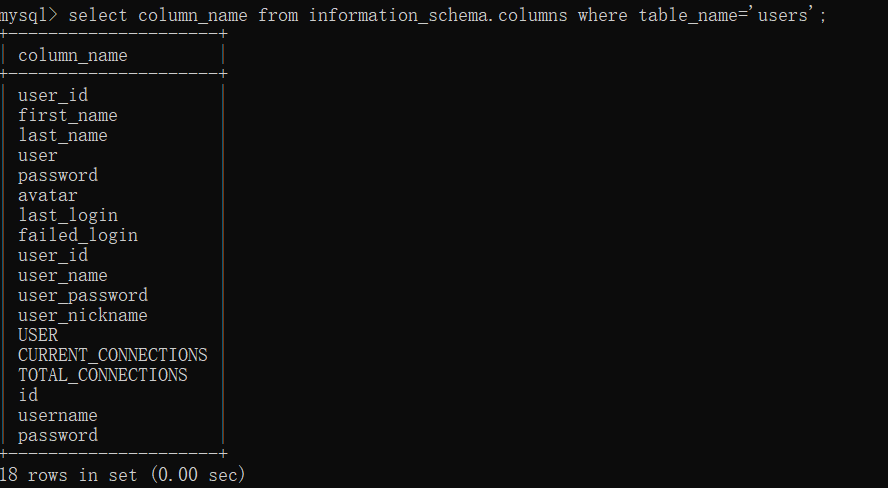 mysql> select column_name from information_schema.columns where table_name='users';
+---------------------+
| column_name         |
+---------------------+
| user_id             |
| first_name          |
| last_name           |
| user                |
| password            |
| avatar              |
| last_login          |
| failed_login        |
| user_id             |
| user_name           |
| user_password       |
| user_nickname       |
| USER                |
| CURRENT_CONNECTIONS |
| TOTAL_CONNECTIONS   |
| id                  |
| username            |
| password            |
+---------------------+
18 rows in set (0.00 sec)